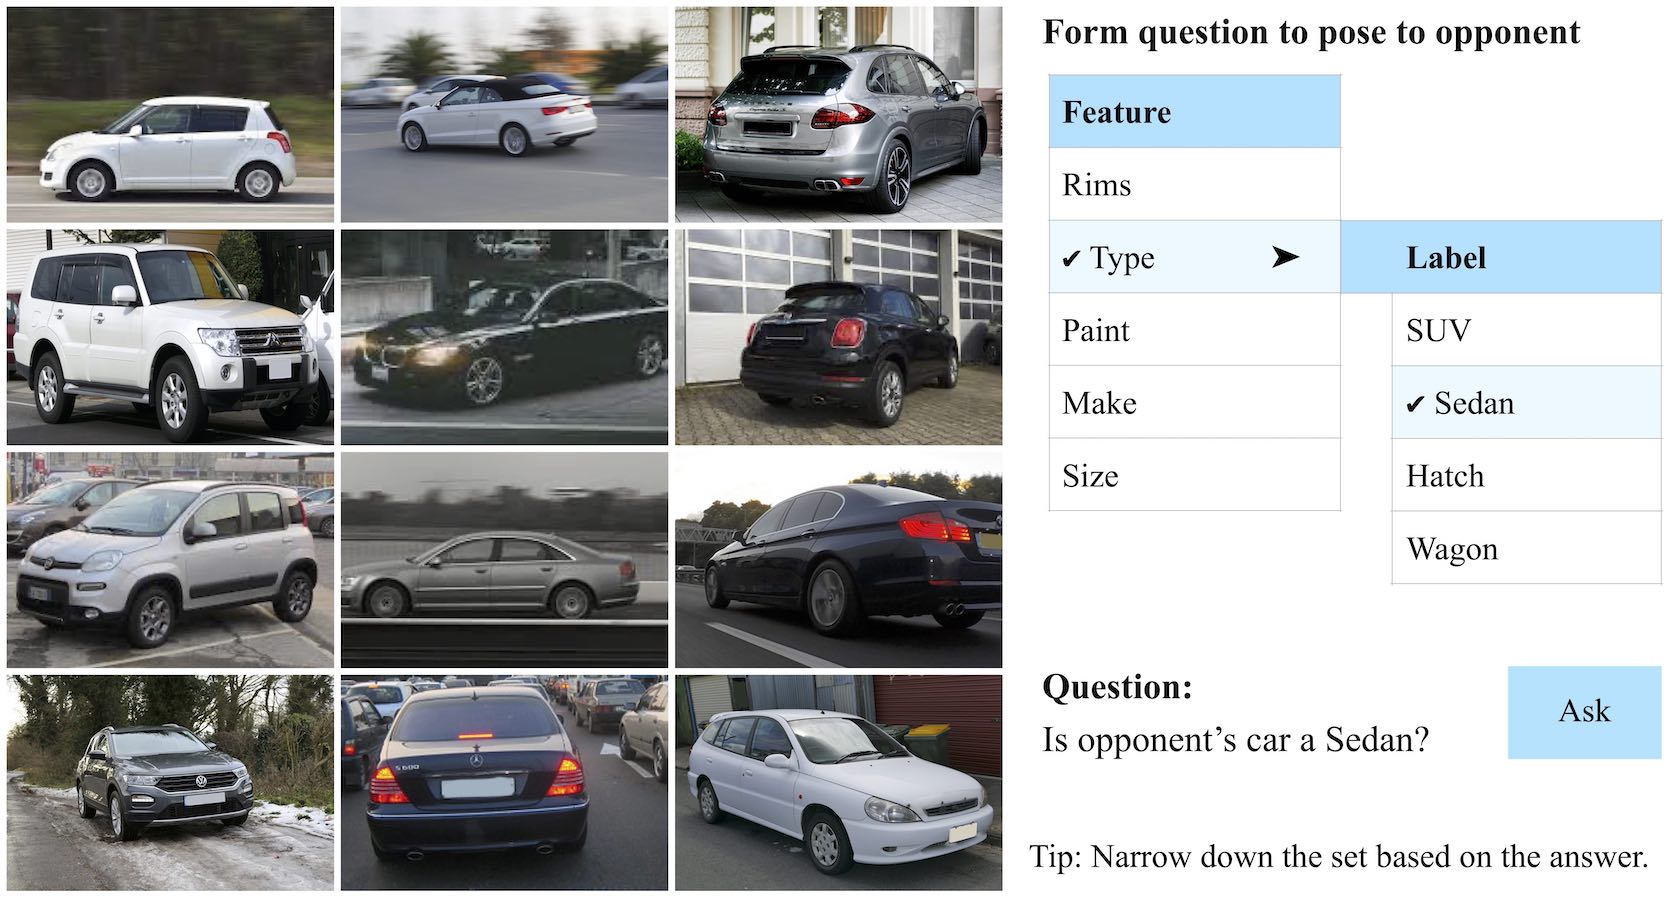 Form question to pose to opponent
Feature
Rims
✔ Type ➤ Label
Paint SUV
Make ✔ Sedan
Size Hatch
Wagon
Question:
Is opponent’s car a Sedan?
Ask
Tip: Narrow down the set based on the answer.
S 600